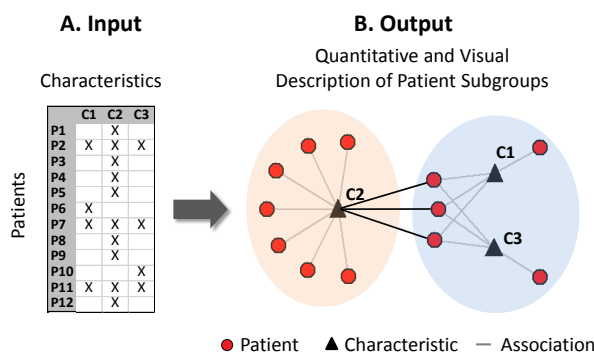 A. Input
B. Output
Quantitative and Visual
Description of Patient Subgroups
Characteristics
Patients
C1 C2 C3
P1 X
P2 X X X
P3 X
P4 X
P5 X
P6 X
P7 X X X
P8 X
P9 X
P10 X
P11 X X X
P12 X
C1
C2
C3
Patient Characteristic Association